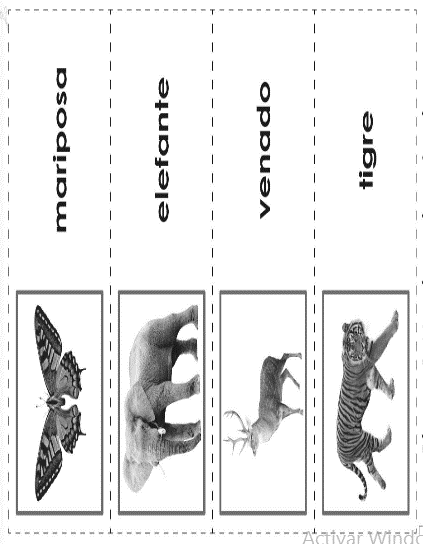 mariposa
elefante
venado
tigre
Activar Windo